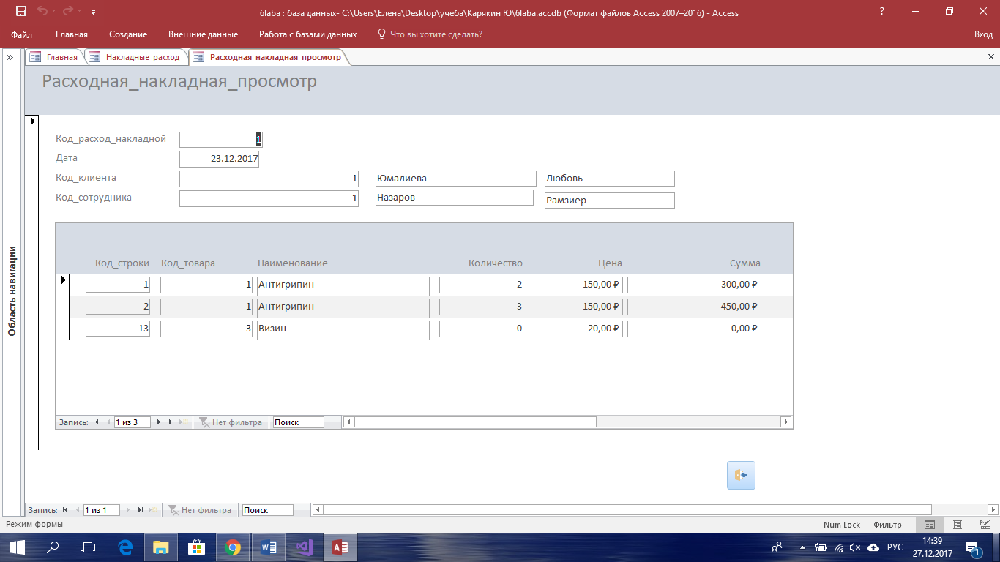 6laba : база данных- C:\Users\Елена\Desktop\учеба\Карякин Ю\6laba.accdb (Формат файлов Access 2007–2016) - Access
?
Файл Главная Создание Внешние данные Работа с базами данных Что вы хотите сделать? Вход
Главная Накладные_расход Расходная_накладная_просмотр
Расходная_накладная_просмотр
Область навигации
Код_расход_накладной 1
Дата 23.12.2017
Код_клиента 1 Юмалиева Любовь
Код_сотрудника 1 Назаров Рамзиер
Код_строки Код_товара Наименование Количество Цена Сумма
1 1 Антигрипин 2 150,00 ₽ 300,00 ₽
2 1 Антигрипин 3 150,00 ₽ 450,00 ₽
13 3 Визин 0 20,00 ₽ 0,00 ₽
Запись: 1 из 3 Нет фильтра Поиск
Запись: 1 из 1 Нет фильтра Поиск
Режим формы Num Lock Фильтр
РУС 14:39
27.12.2017 1